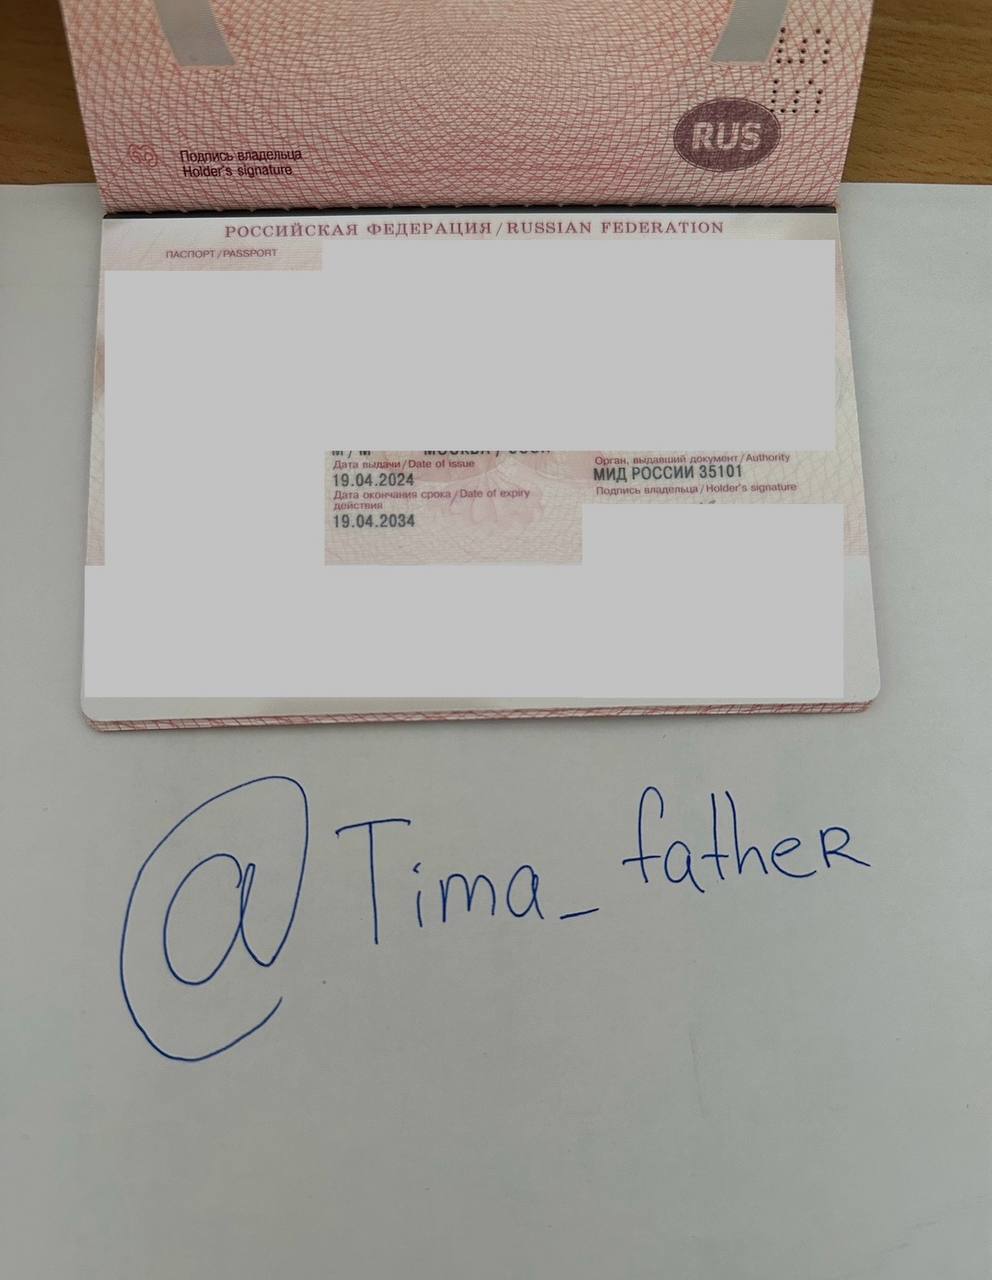 Подпись владельца
Holder's signature
RUS
РОССИЙСКАЯ ФЕДЕРАЦИЯ / RUSSIAN FEDERATION
ПАСПОРТ / PASSPORT
М / M МОСКВА / USSR
Дата выдачи / Date of issue
19.04.2024
Дата окончания срока / Date of expiry
действия
19.04.2034
Орган, выдавший документ / Authority
МИД РОССИИ 35101
Подпись владельца / Holder's signature
@Tima_father